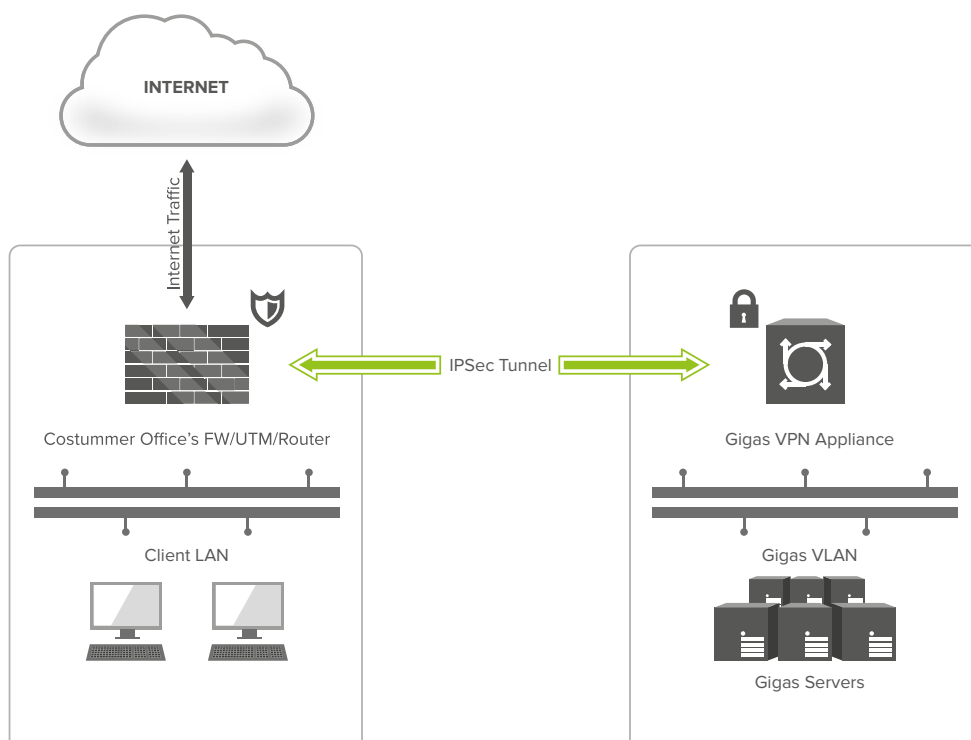 INTERNET
Internet Traffic
IPSec Tunnel
Costummer Office's FW/UTM/Router
Gigas VPN Appliance
Client LAN
Gigas VLAN
Gigas Servers